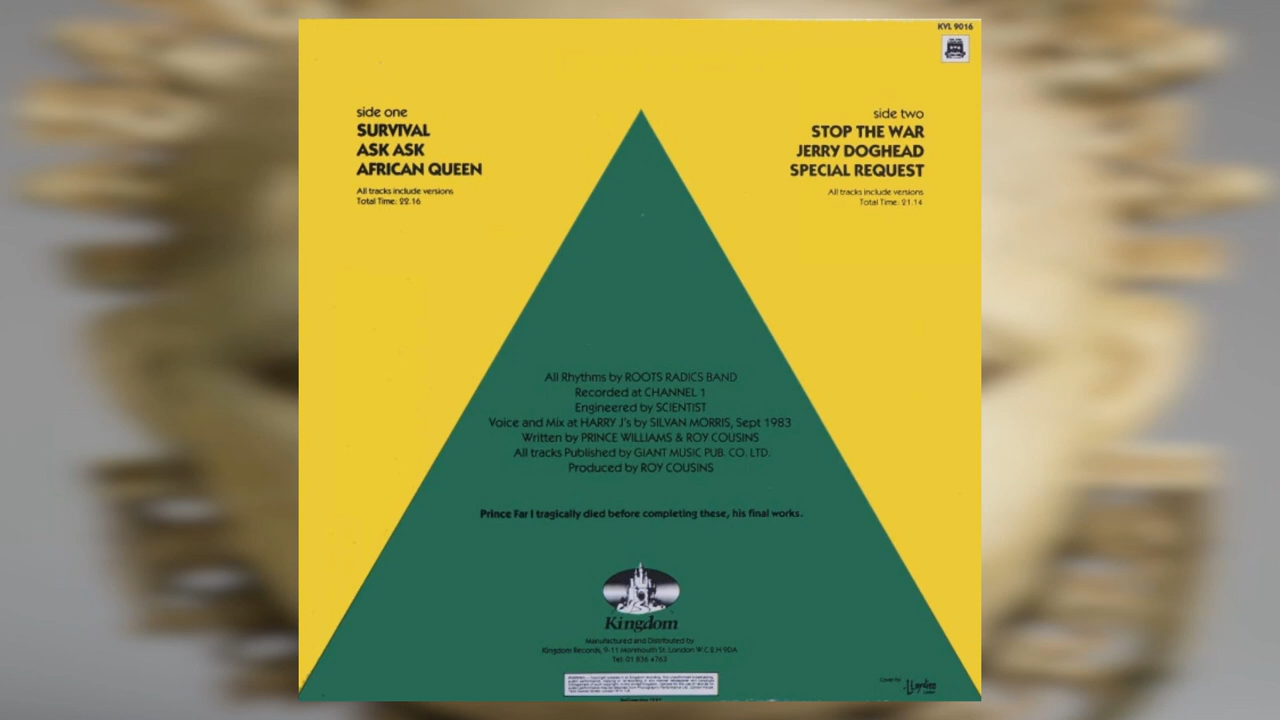 KVL 9016
side one
SURVIVAL
ASK ASK
AFRICAN QUEEN
All tracks include versions
Total Time: 22.16
side two
STOP THE WAR
JERRY DOGHEAD
SPECIAL REQUEST
All tracks include versions
Total Time: 21.14
All Rhythms by ROOTS RADICS BAND
Recorded at CHANNEL 1
Engineered by SCIENTIST
Voice and Mix at HARRY J's by SILVAN MORRIS, Sept 1983
Written by PRINCE WILLIAMS & ROY COUSINS
All tracks Published by GIANT MUSIC PUB. CO. LTD.
Produced by ROY COUSINS
Prince Far I tragically died before completing these, his final works.
Kingdom
Manufactured and Distributed by
Kingdom Records, 9-11 Monmouth St. London W.C.2.H 9DA
Tel: 01 836 4763
Cover by